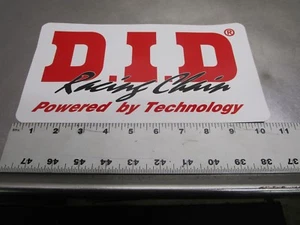 D.I.D®
Racing Chain
Powered by Technology
1 2 3 4 5 6 7 8 9 10 11
47 46 45 44 43 42 41 40 39 38 37